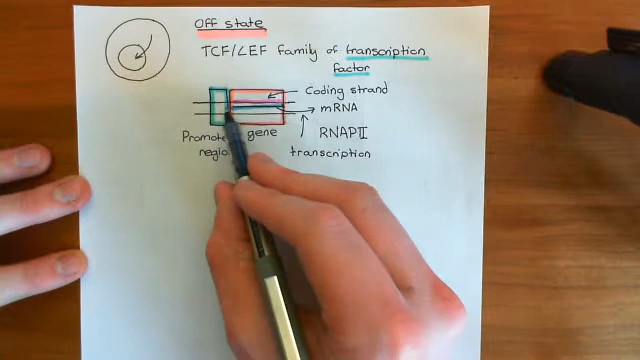 Off state
TCF/LEF family of transcription
factor
Coding strand
mRNA
gene RNAPII
transcription